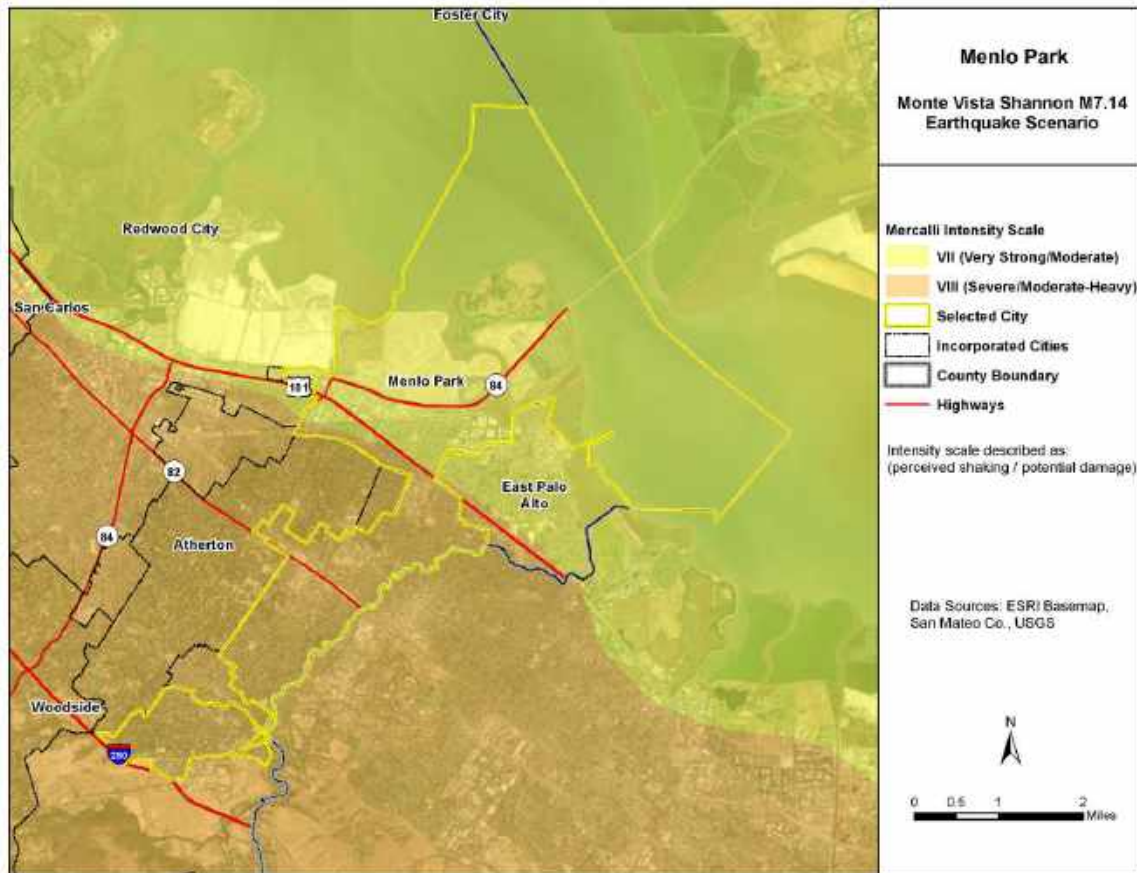 Foster City
Redwood City
San Carlos
101
Menlo Park
84
82
East Palo
Alto
84
Atherton
Woodside
280
Menlo Park
Monte Vista Shannon M7.14
Earthquake Scenario
Mercalli Intensity Scale
VII (Very Strong/Moderate)
VIII (Severe/Moderate-Heavy)
Selected City
Incorporated Cities
County Boundary
Highways
Intensity scale described as:
(perceived shaking / potential damage)
Data Sources: ESRI Basemap,
San Mateo Co., USGS
N
0 0.5 1 2
Miles